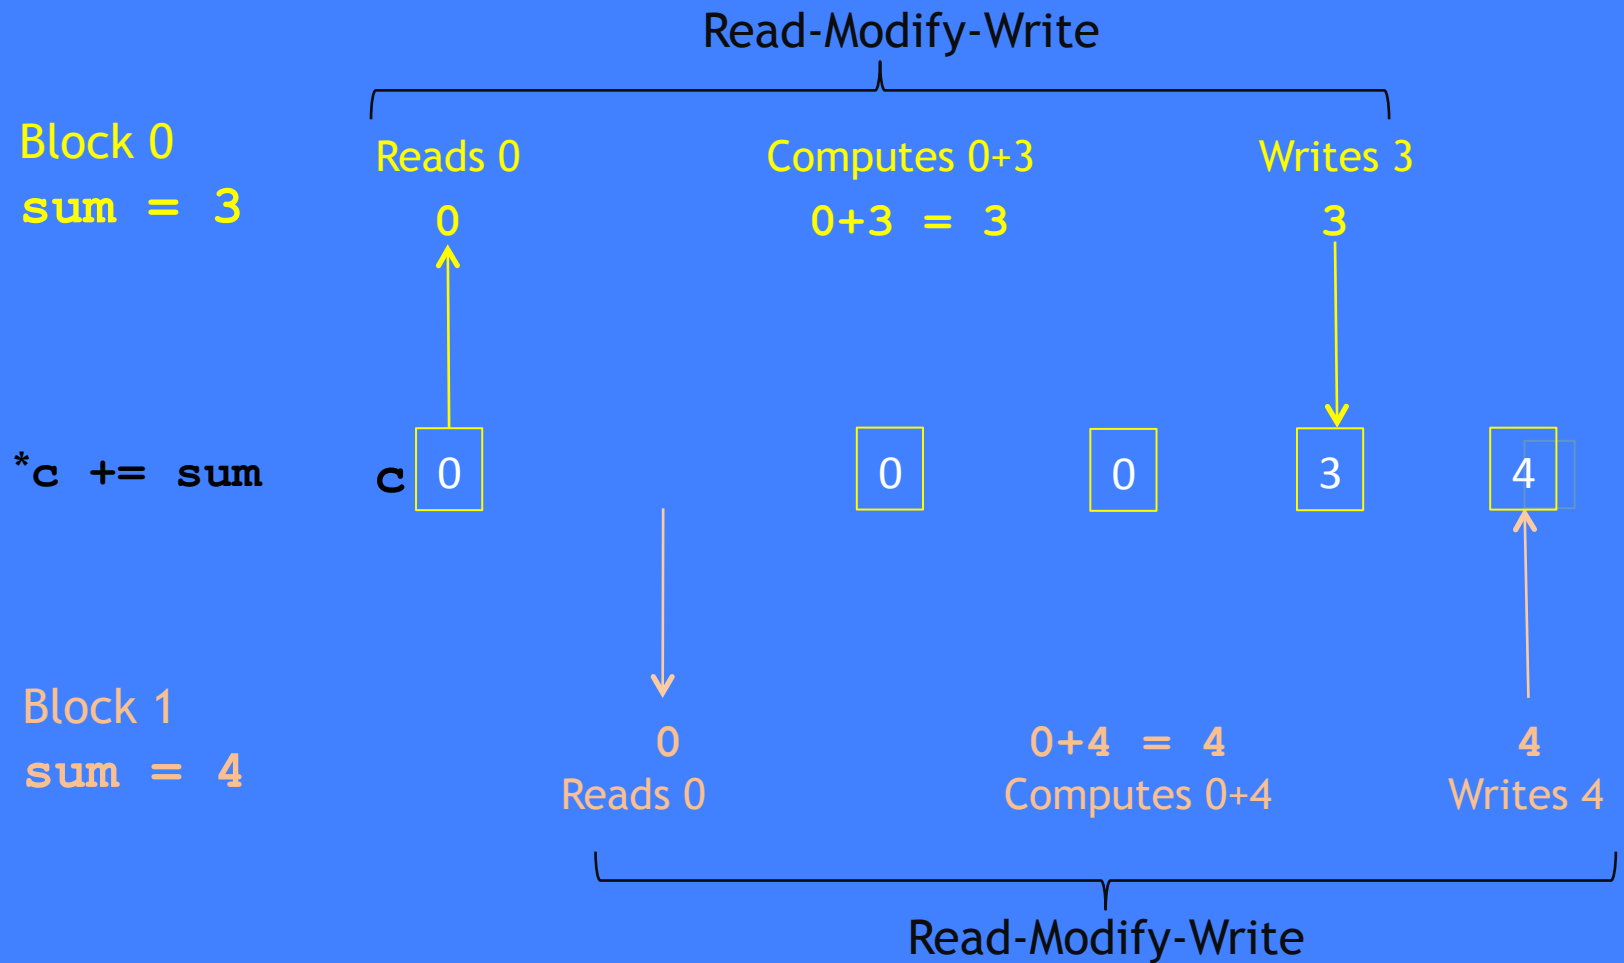 Read-Modify-Write
Block 0
sum = 3
Reads 0
Computes 0+3
Writes 3
0
0+3 = 3
3
*c += sum
c
0
0
0
3
4
Block 1
sum = 4
0
0+4 = 4
4
Reads 0
Computes 0+4
Writes 4
Read-Modify-Write